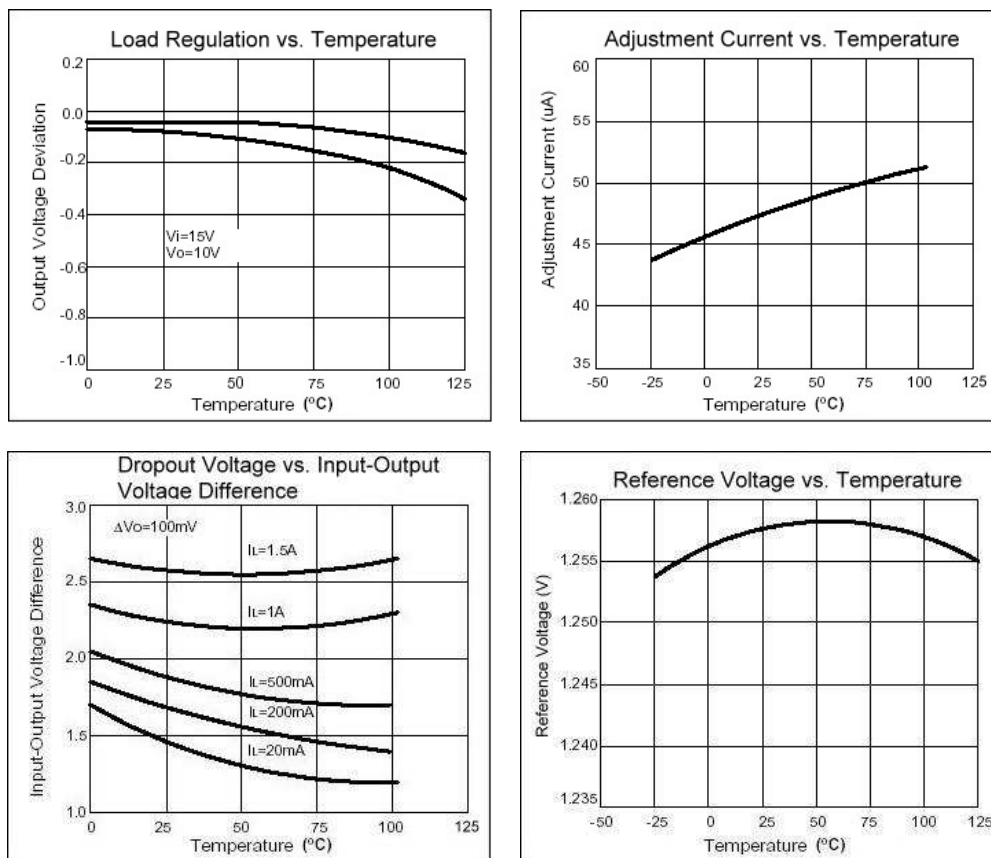 Load Regulation vs. Temperature
0.2
0.0
-0.2
-0.4
-0.6
-0.8
-1.0
Output Voltage Deviation
Vi=15V
Vo=10V
0 25 50 75 100 125
Temperature (ºC)
Adjustment Current vs. Temperature
60
55
50
45
40
35
Adjustment Current (uA)
-50 -25 0 25 50 75 100 125
Temperature (ºC)
Dropout Voltage vs. Input-Output
Voltage Difference
3.0
2.5
2.0
1.5
1.0
Input-Output Voltage Difference
ΔVo=100mV
IL=1.5A
IL=1A
IL=500mA
IL=200mA
IL=20mA
0 25 50 75 100 125
Temperature (ºC)
Reference Voltage vs. Temperature
1.260
1.255
1.250
1.245
1.240
1.235
Reference Voltage (V)
-50 -25 0 25 50 75 100 125
Temperature (ºC)